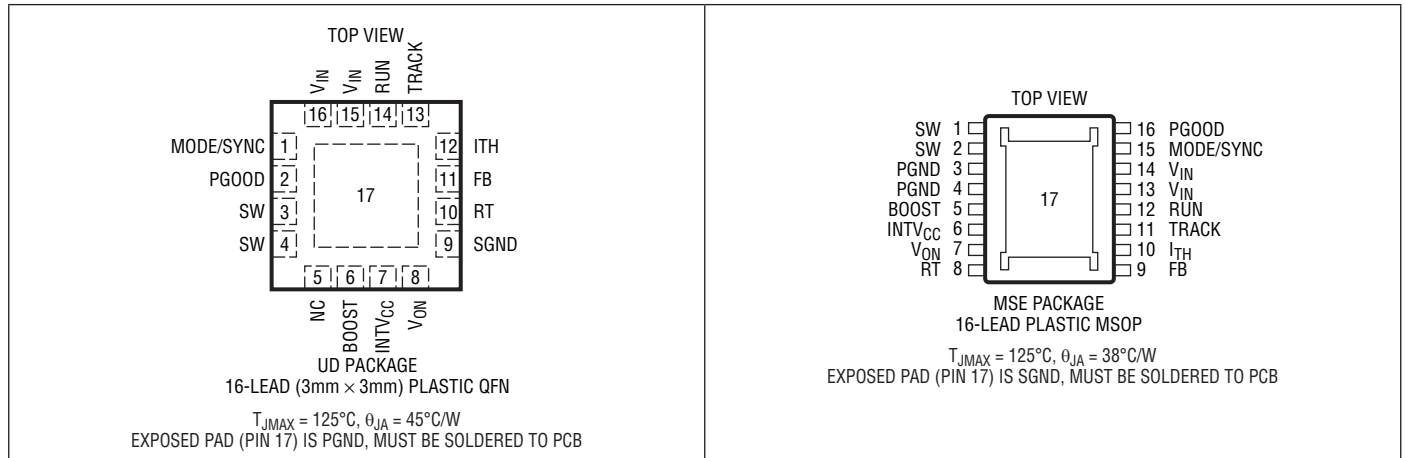 TOP VIEW
VIN VIN RUN TRACK
16 15 14 13
MODE/SYNC 1
PGOOD 2
SW 3
SW 4
17
12 ITH
11 FB
10 RT
9 SGND
5 6 7 8
NC BOOST INTVCC VON
UD PACKAGE
16-LEAD (3mm × 3mm) PLASTIC QFN
TJMAX = 125°C, θJA = 45°C/W
EXPOSED PAD (PIN 17) IS PGND, MUST BE SOLDERED TO PCB
TOP VIEW
SW 1
SW 2
PGND 3
PGND 4
BOOST 5
INTVCC 6
VON 7
RT 8
17
16 PGOOD
15 MODE/SYNC
14 VIN
13 VIN
12 RUN
11 TRACK
10 ITH
9 FB
MSE PACKAGE
16-LEAD PLASTIC MSOP
TJMAX = 125°C, θJA = 38°C/W
EXPOSED PAD (PIN 17) IS SGND, MUST BE SOLDERED TO PCB